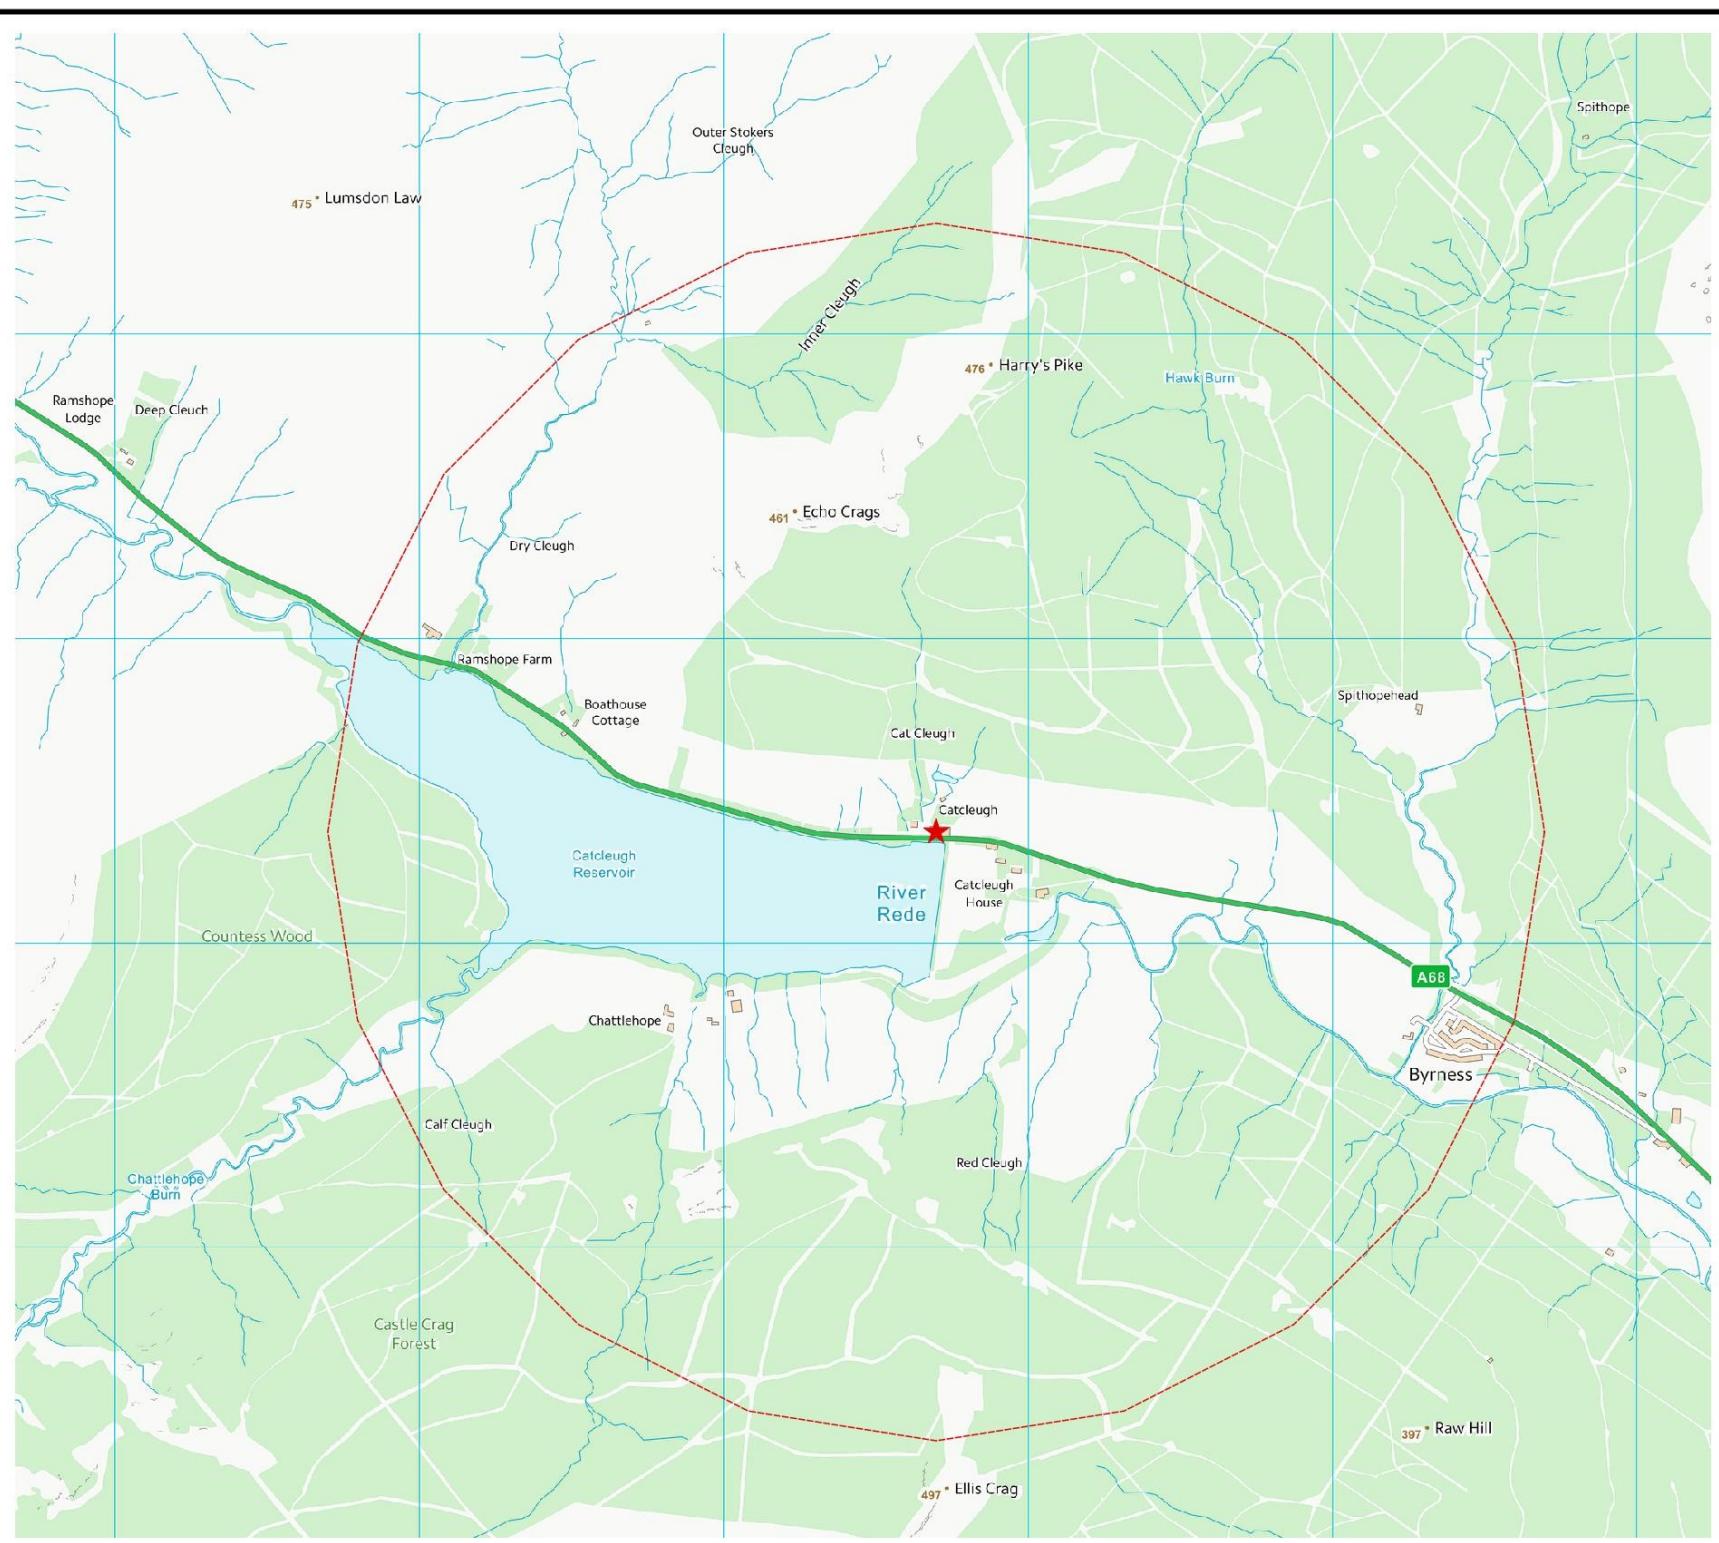 Spithope
Outer Stokers
Cleugh
475
Lumsdon Law
Inner Cleugh
476
Harry's Pike
Hawk Burn
Ramshope
Lodge
Deep Cleuch
461
Echo Crags
Dry Cleugh
Ramshope Farm
Spithopehead
Boathouse
Cottage
Cat Cleugh
Catcleugh
Catcleugh
Reservoir
River
Rede
Catcleugh
House
Countess Wood
A68
Chattlehope
Byrness
Calf Cleugh
Red Cleugh
Chattlehope
Burn
Castle Crag
Forest
397
Raw Hill
497
Ellis Crag